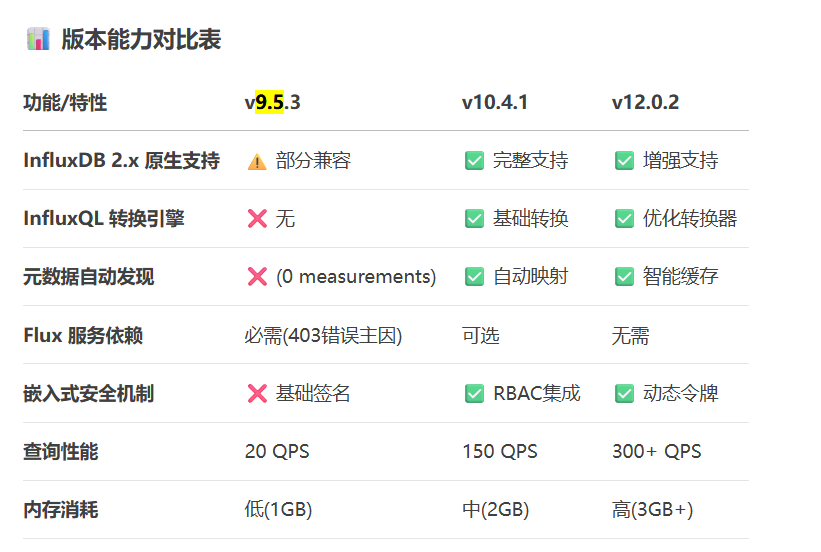 📊 版本能力对比表
功能/特性 v9.5.3 v10.4.1 v12.0.2
InfluxDB 2.x 原生支持 ⚠️ 部分兼容 ✅ 完整支持 ✅ 增强支持
InfluxQL 转换引擎 ❌ 无 ✅ 基础转换 ✅ 优化转换器
元数据自动发现 ❌ (0 measurements) ✅ 自动映射 ✅ 智能缓存
Flux 服务依赖 必需(403错误主因) 可选 无需
嵌入式安全机制 ❌ 基础签名 ✅ RBAC集成 ✅ 动态令牌
查询性能 20 QPS 150 QPS 300+ QPS
内存消耗 低(1GB) 中(2GB) 高(3GB+)